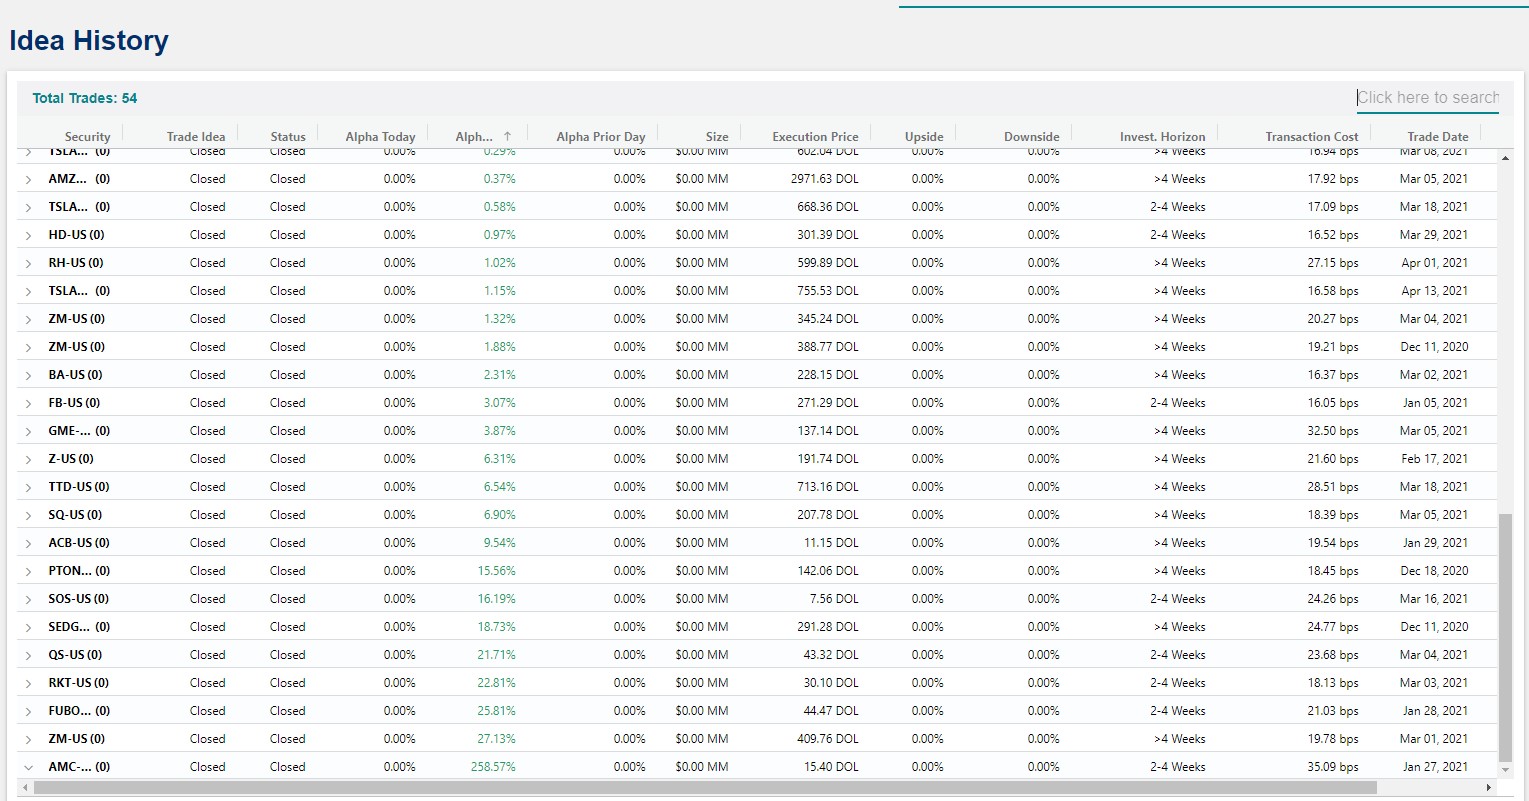 Idea History
Total Trades: 54 Click here to search
Security Trade Idea Status Alpha Today Alph... ↑ Alpha Prior Day Size Execution Price Upside Downside Invest. Horizon Transaction Cost Trade Date
TSLA... (0) Closed Closed 0.00% 0.29% 0.00% $0.00 MM 602.04 DOL 0.00% 0.00% >4 Weeks 16.94 bps Mar 08, 2021
AMZ... (0) Closed Closed 0.00% 0.37% 0.00% $0.00 MM 2971.63 DOL 0.00% 0.00% >4 Weeks 17.92 bps Mar 05, 2021
TSLA... (0) Closed Closed 0.00% 0.58% 0.00% $0.00 MM 668.36 DOL 0.00% 0.00% 2-4 Weeks 17.09 bps Mar 18, 2021
HD-US (0) Closed Closed 0.00% 0.97% 0.00% $0.00 MM 301.39 DOL 0.00% 0.00% 2-4 Weeks 16.52 bps Mar 29, 2021
RH-US (0) Closed Closed 0.00% 1.02% 0.00% $0.00 MM 599.89 DOL 0.00% 0.00% >4 Weeks 27.15 bps Apr 01, 2021
TSLA... (0) Closed Closed 0.00% 1.15% 0.00% $0.00 MM 755.53 DOL 0.00% 0.00% >4 Weeks 16.58 bps Apr 13, 2021
ZM-US (0) Closed Closed 0.00% 1.32% 0.00% $0.00 MM 345.24 DOL 0.00% 0.00% >4 Weeks 20.27 bps Mar 04, 2021
ZM-US (0) Closed Closed 0.00% 1.88% 0.00% $0.00 MM 388.77 DOL 0.00% 0.00% >4 Weeks 19.21 bps Dec 11, 2020
BA-US (0) Closed Closed 0.00% 2.31% 0.00% $0.00 MM 228.15 DOL 0.00% 0.00% >4 Weeks 16.37 bps Mar 02, 2021
FB-US (0) Closed Closed 0.00% 3.07% 0.00% $0.00 MM 271.29 DOL 0.00% 0.00% 2-4 Weeks 16.05 bps Jan 05, 2021
GME-... (0) Closed Closed 0.00% 3.87% 0.00% $0.00 MM 137.14 DOL 0.00% 0.00% >4 Weeks 32.50 bps Mar 05, 2021
Z-US (0) Closed Closed 0.00% 6.31% 0.00% $0.00 MM 191.74 DOL 0.00% 0.00% >4 Weeks 21.60 bps Feb 17, 2021
TTD-US (0) Closed Closed 0.00% 6.54% 0.00% $0.00 MM 713.16 DOL 0.00% 0.00% >4 Weeks 28.51 bps Mar 18, 2021
SQ-US (0) Closed Closed 0.00% 6.90% 0.00% $0.00 MM 207.78 DOL 0.00% 0.00% >4 Weeks 18.39 bps Mar 05, 2021
ACB-US (0) Closed Closed 0.00% 9.54% 0.00% $0.00 MM 11.15 DOL 0.00% 0.00% >4 Weeks 19.54 bps Jan 29, 2021
PTON... (0) Closed Closed 0.00% 15.56% 0.00% $0.00 MM 142.06 DOL 0.00% 0.00% >4 Weeks 18.45 bps Dec 18, 2020
SOS-US (0) Closed Closed 0.00% 16.19% 0.00% $0.00 MM 7.56 DOL 0.00% 0.00% 2-4 Weeks 24.26 bps Mar 16, 2021
SEDG... (0) Closed Closed 0.00% 18.73% 0.00% $0.00 MM 291.28 DOL 0.00% 0.00% >4 Weeks 24.77 bps Dec 11, 2020
QS-US (0) Closed Closed 0.00% 21.71% 0.00% $0.00 MM 43.32 DOL 0.00% 0.00% 2-4 Weeks 23.68 bps Mar 04, 2021
RKT-US (0) Closed Closed 0.00% 22.81% 0.00% $0.00 MM 30.10 DOL 0.00% 0.00% 2-4 Weeks 18.13 bps Mar 03, 2021
FUBO... (0) Closed Closed 0.00% 25.81% 0.00% $0.00 MM 44.47 DOL 0.00% 0.00% 2-4 Weeks 21.03 bps Jan 28, 2021
ZM-US (0) Closed Closed 0.00% 27.13% 0.00% $0.00 MM 409.76 DOL 0.00% 0.00% >4 Weeks 19.78 bps Mar 01, 2021
AMC-... (0) Closed Closed 0.00% 258.57% 0.00% $0.00 MM 15.40 DOL 0.00% 0.00% 2-4 Weeks 35.09 bps Jan 27, 2021